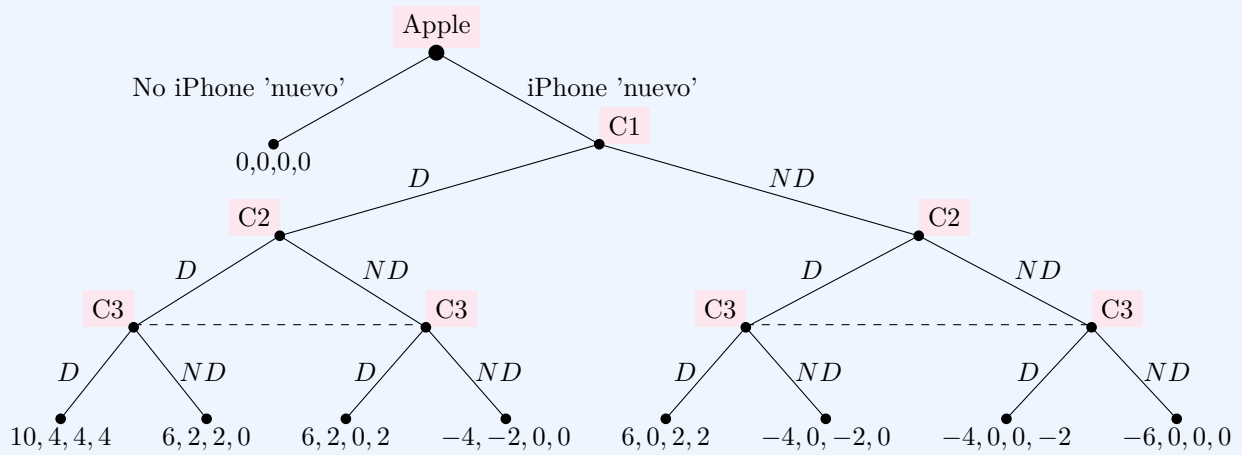 Apple
No iPhone 'nuevo' iPhone 'nuevo'
C1
0,0,0,0
D ND
C2 C2
D ND D ND
C3 C3 C3 C3
D ND D ND D ND D ND
10, 4, 4, 4 6, 2, 2, 0 6, 2, 0, 2 −4, −2, 0, 0 6, 0, 2, 2 −4, 0, −2, 0 −4, 0, 0, −2 −6, 0, 0, 0